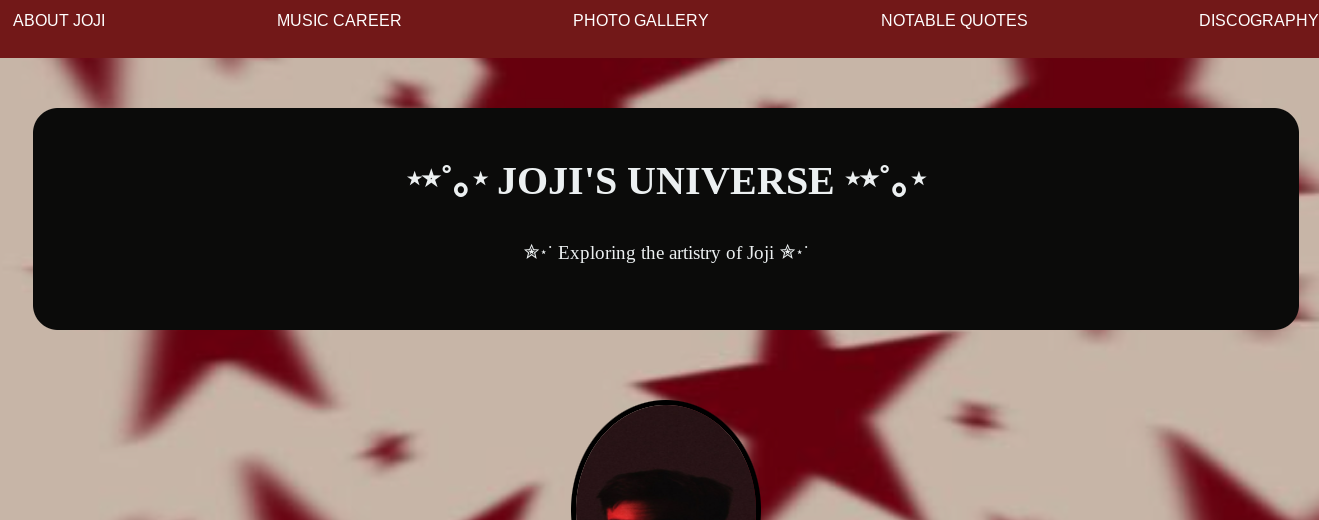 ABOUT JOJI MUSIC CAREER PHOTO GALLERY NOTABLE QUOTES DISCOGRAPHY
⋆⭒˚｡⋆ JOJI'S UNIVERSE ⋆⭒˚｡⋆
✮⋆˙ Exploring the artistry of Joji ✮⋆˙